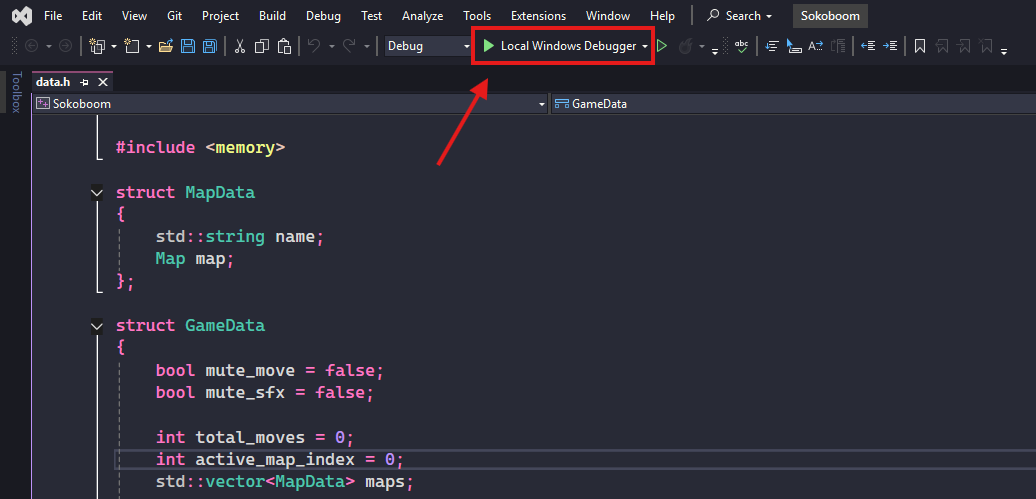 File Edit View Git Project Build Debug Test Analyze Tools Extensions Window Help Search Sokoboom
Debug Local Windows Debugger abc A
Toolbox
data.h
Sokoboom GameData
#include <memory>
struct MapData
{
std::string name;
Map map;
};
struct GameData
{
bool mute_move = false;
bool mute_sfx = false;
int total_moves = 0;
int active_map_index = 0;
std::vector<MapData> maps;